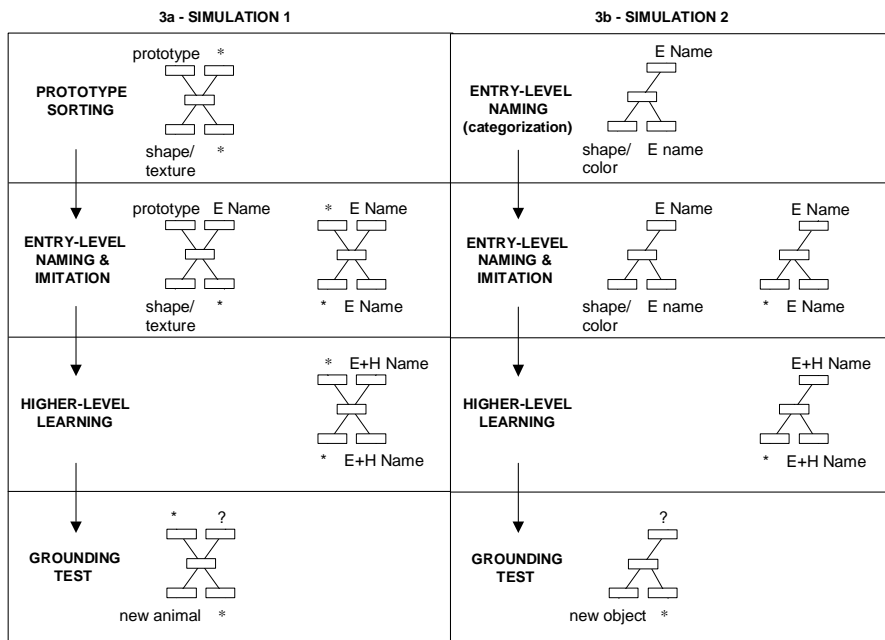 3a - SIMULATION 1
3b - SIMULATION 2
prototype *
PROTOTYPE
SORTING
shape/ *
texture
E Name
ENTRY-LEVEL
NAMING
(categorization)
shape/ E name
color
prototype E Name * E Name
ENTRY-LEVEL
NAMING &
IMITATION
shape/ * * E Name
texture
E Name E Name
ENTRY-LEVEL
NAMING &
IMITATION
shape/ E name * E Name
color
* E+H Name
HIGHER-LEVEL
LEARNING
* E+H Name
E+H Name
HIGHER-LEVEL
LEARNING
* E+H Name
* ?
GROUNDING
TEST
new animal *
?
GROUNDING
TEST
new object *